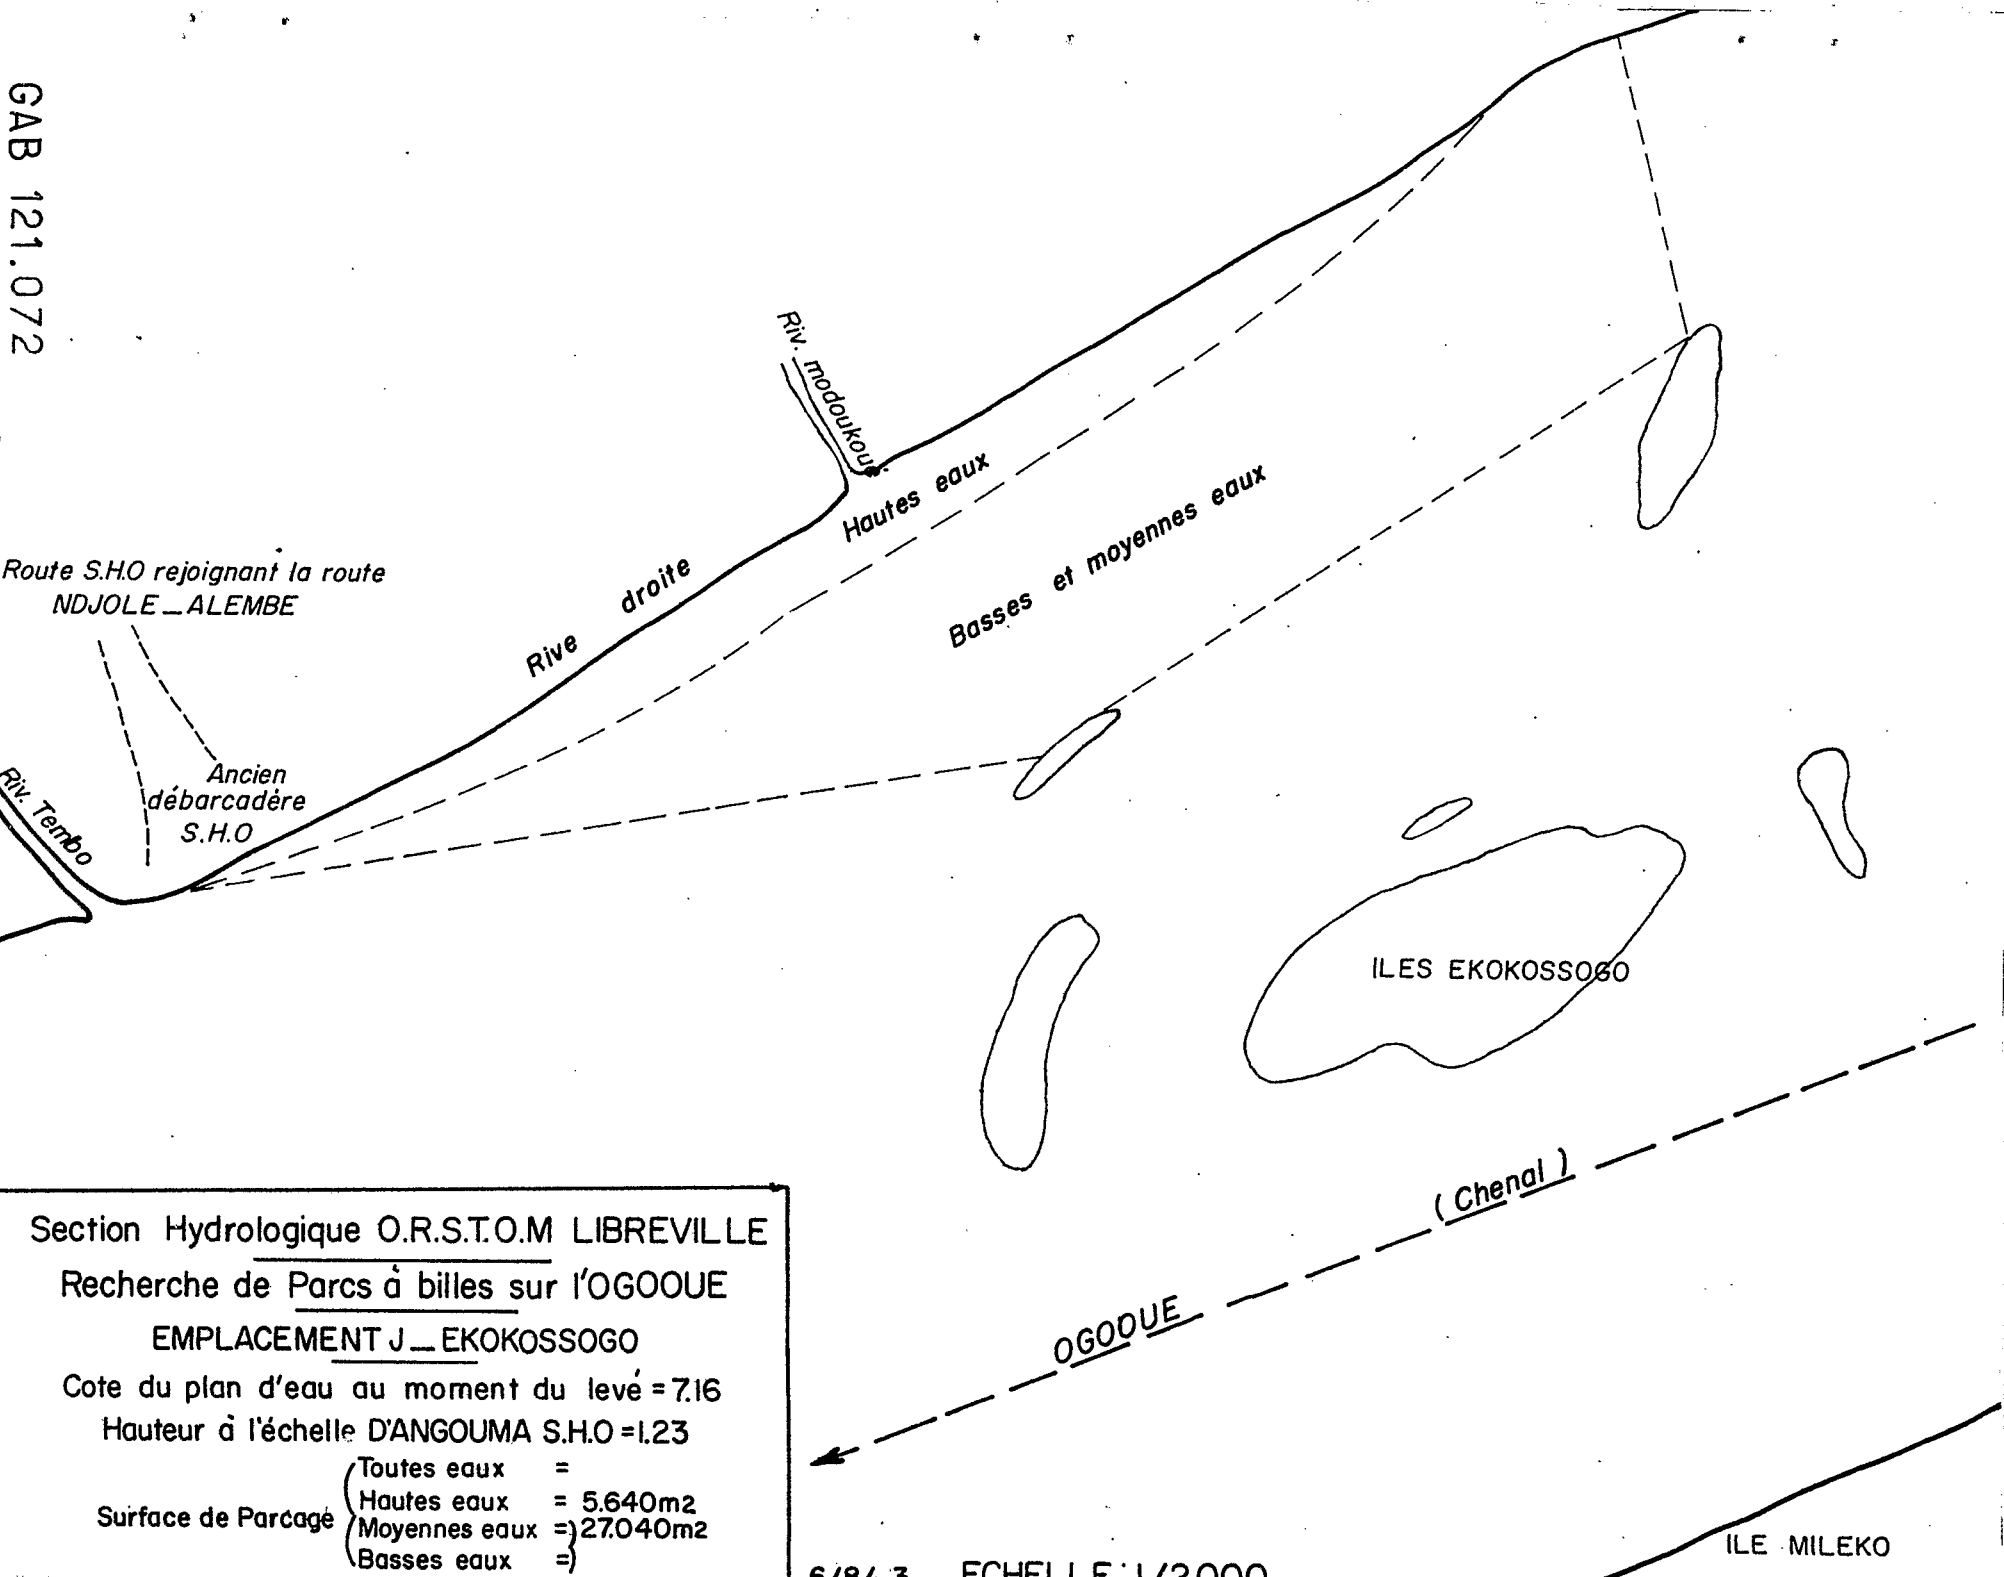 GAB 121.072
Riv. modoukou
Hautes eaux
Basses et moyennes eaux
Rive droite
Route S.H.O rejoignant la route
NDJOLE_ALEMBE
Ancien
débarcadère
S.H.O
Riv. Tembo
ILES EKOKOSSOGO
(Chenal)
OGOOUE
ILE MILEKO
Section Hydrologique O.R.S.T.O.M LIBREVILLE
Recherche de Parcs à billes sur l'OGOOUE
EMPLACEMENT J_EKOKOSSOGO
Cote du plan d'eau au moment du levé = 7.16
Hauteur à l'échelle D'ANGOUMA S.H.O = 1.23
Surface de Parcage
Toutes eaux =
Hautes eaux = 5.640m2
Moyennes eaux = 27.040m2
Basses eaux =
ECHELLE : 1/2000